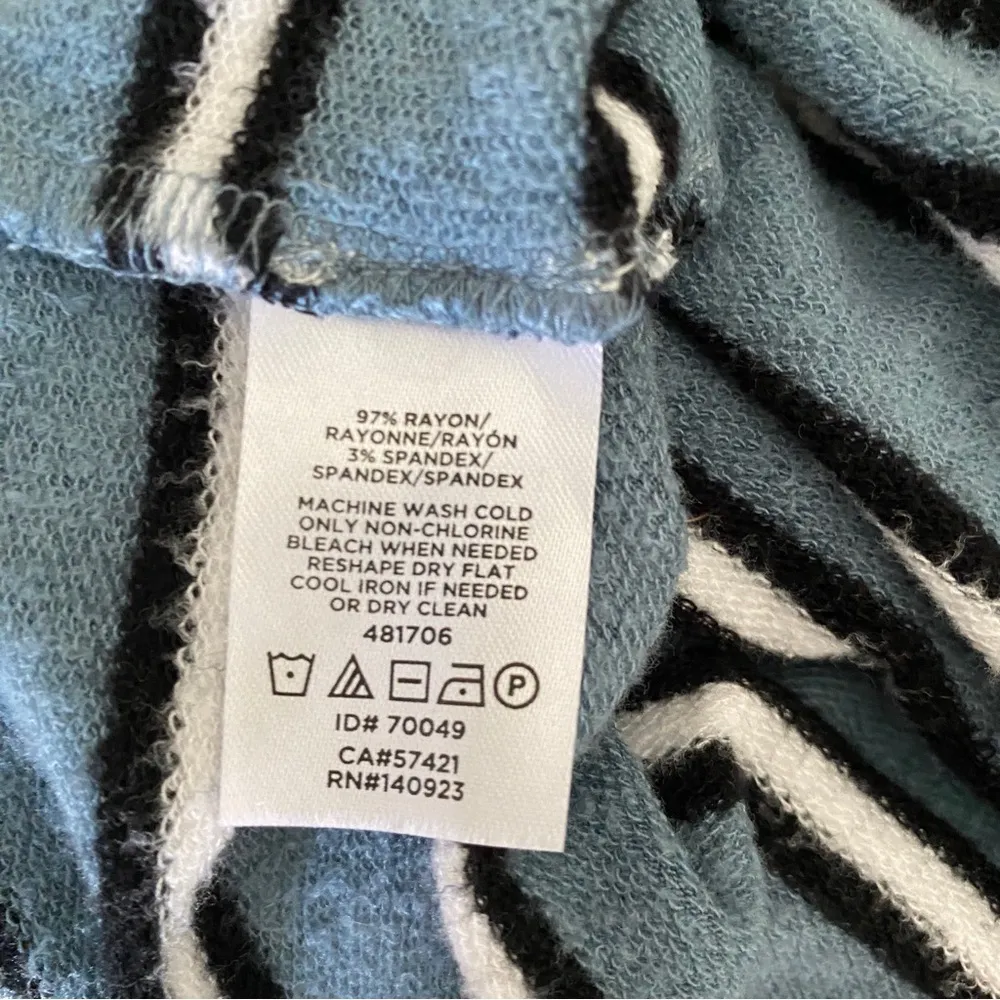 97% RAYON/
RAYONNE/RAYÓN
3% SPANDEX/
SPANDEX/SPANDEX
MACHINE WASH COLD
ONLY NON-CHLORINE
BLEACH WHEN NEEDED
RESHAPE DRY FLAT
COOL IRON IF NEEDED
OR DRY CLEAN
481706
P
ID# 70049
CA#57421
RN#140923